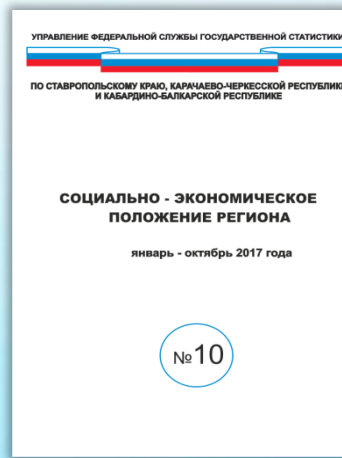 УПРАВЛЕНИЕ ФЕДЕРАЛЬНОЙ СЛУЖБЫ ГОСУДАРСТВЕННОЙ СТАТИСТИКИ
ПО СТАВРОПОЛЬСКОМУ КРАЮ, КАРАЧАЕВО-ЧЕРКЕССКОЙ РЕСПУБЛИКЕ
И КАБАРДИНО-БАЛКАРСКОЙ РЕСПУБЛИКЕ
СОЦИАЛЬНО - ЭКОНОМИЧЕСКОЕ
ПОЛОЖЕНИЕ РЕГИОНА
январь - октябрь 2017 года
№10